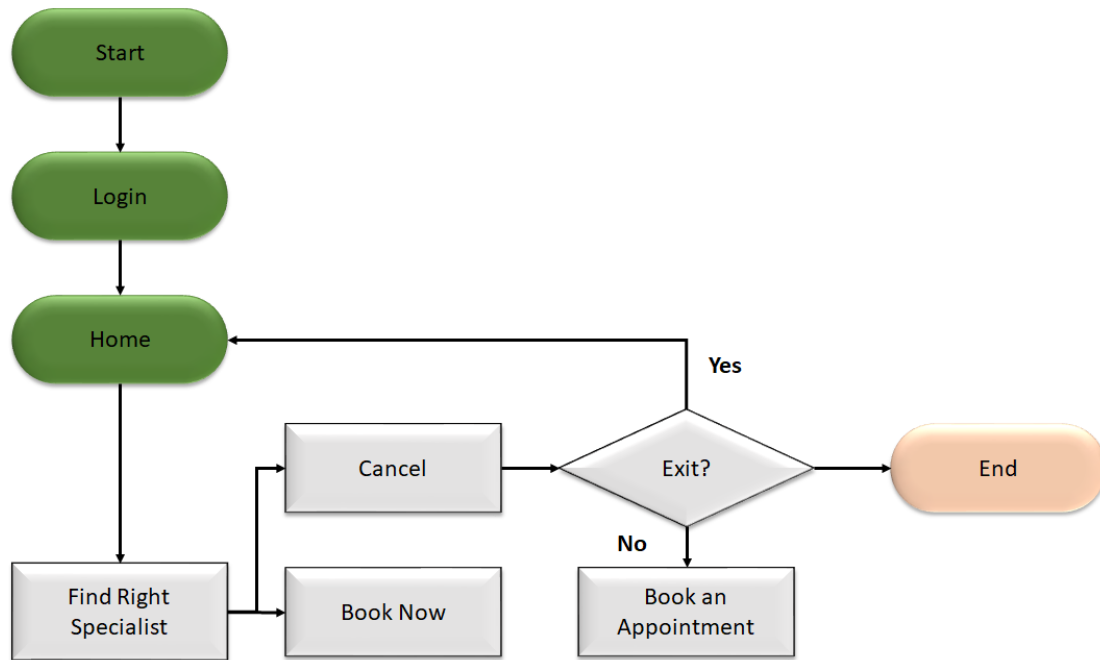 Start
Login
Home
Yes
Cancel
Exit?
End
No
Find Right
Specialist
Book Now
Book an
Appointment